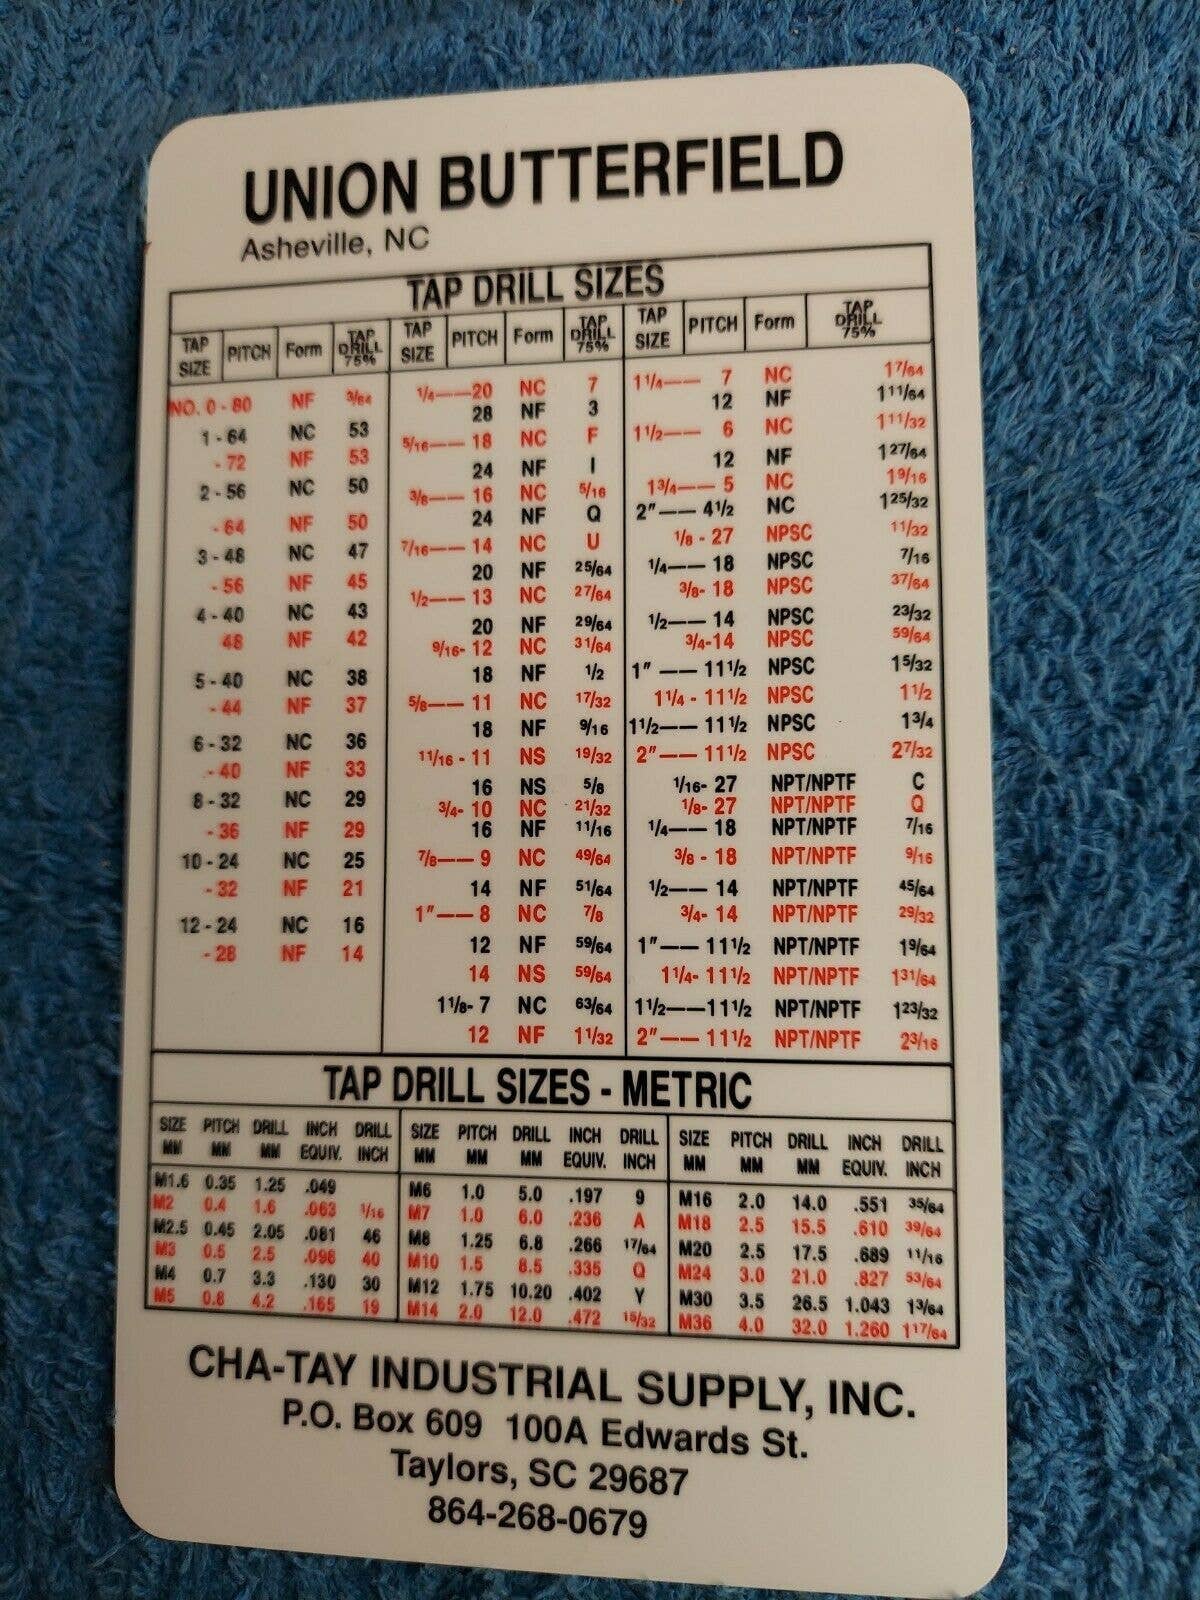 UNION BUTTERFIELD
Asheville, NC
TAP DRILL SIZES
TAP SIZE PITCH Form TAP DRILL 75% TAP SIZE PITCH Form TAP DRILL 75% TAP SIZE PITCH Form TAP DRILL 75%
NO. 0 - 80 NF 3/64
1 - 64 NC 53
- 72 NF 53
2 - 56 NC 50
- 64 NF 50
3 - 48 NC 47
- 56 NF 45
4 - 40 NC 43
48 NF 42
5 - 40 NC 38
- 44 NF 37
6 - 32 NC 36
- 40 NF 33
8 - 32 NC 29
- 36 NF 29
10 - 24 NC 25
- 32 NF 21
12 - 24 NC 16
- 28 NF 14
1/4—— 20 NC 7
28 NF 3
5/16—— 18 NC F
24 NF I
3/8—— 16 NC 5/16
24 NF Q
7/16—— 14 NC U
20 NF 25/64
1/2—— 13 NC 27/64
20 NF 29/64
9/16- 12 NC 31/64
18 NF 1/2
5/8—— 11 NC 17/32
18 NF 9/16
11/16 - 11 NS 19/32
16 NS 5/8
3/4- 10 NC 21/32
16 NF 11/16
7/8—— 9 NC 49/64
14 NF 51/64
1"—— 8 NC 7/8
12 NF 59/64
14 NS 59/64
1 1/8- 7 NC 63/64
12 NF 1 1/32
1 1/4—— 7 NC 1 7/64
12 NF 1 11/64
1 1/2—— 6 NC 1 11/32
12 NF 1 27/64
1 3/4—— 5 NC 1 9/16
2"—— 4 1/2 NC 1 25/32
1/8 - 27 NPSC 11/32
1/4—— 18 NPSC 7/16
3/8- 18 NPSC 37/64
1/2—— 14 NPSC 23/32
3/4-14 NPSC 59/64
1" —— 11 1/2 NPSC 1 5/32
1 1/4 - 11 1/2 NPSC 1 1/2
1 1/2—— 11 1/2 NPSC 1 3/4
2"—— 11 1/2 NPSC 2 7/32
1/16- 27 NPT/NPTF C
1/8- 27 NPT/NPTF Q
1/4—— 18 NPT/NPTF 7/16
3/8 - 18 NPT/NPTF 9/16
1/2—— 14 NPT/NPTF 45/64
3/4- 14 NPT/NPTF 29/32
1"—— 11 1/2 NPT/NPTF 1 9/64
1 1/4- 11 1/2 NPT/NPTF 1 31/64
1 1/2——11 1/2 NPT/NPTF 1 23/32
2"—— 11 1/2 NPT/NPTF 2 3/16
TAP DRILL SIZES - METRIC
SIZE MM PITCH MM DRILL MM INCH EQUIV. DRILL INCH SIZE MM PITCH MM DRILL MM INCH EQUIV. DRILL INCH SIZE MM PITCH MM DRILL MM INCH EQUIV. DRILL INCH
M1.6 0.35 1.25 .049
M2 0.4 1.6 .063 1/16
M2.5 0.45 2.05 .081 46
M3 0.5 2.5 .098 40
M4 0.7 3.3 .130 30
M5 0.8 4.2 .165 19
M6 1.0 5.0 .197 9
M7 1.0 6.0 .236 A
M8 1.25 6.8 .266 17/64
M10 1.5 8.5 .335 Q
M12 1.75 10.20 .402 Y
M14 2.0 12.0 .472 15/32
M16 2.0 14.0 .551 35/64
M18 2.5 15.5 .610 39/64
M20 2.5 17.5 .689 11/16
M24 3.0 21.0 .827 53/64
M30 3.5 26.5 1.043 1 3/64
M36 4.0 32.0 1.260 1 17/64
CHA-TAY INDUSTRIAL SUPPLY, INC.
P.O. Box 609 100A Edwards St.
Taylors, SC 29687
864-268-0679